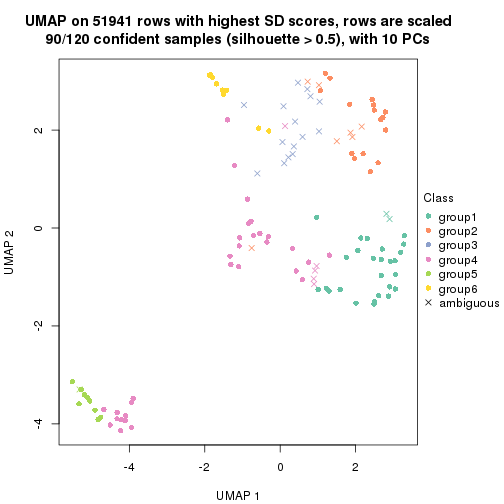 UMAP on 51941 rows with highest SD scores, rows are scaled
90/120 confident samples (silhouette > 0.5), with 10 PCs
UMAP 2
2
0
-2
-4
-4
-2
0
2
UMAP 1
Class
group1
group2
group3
group4
group5
group6
ambiguous